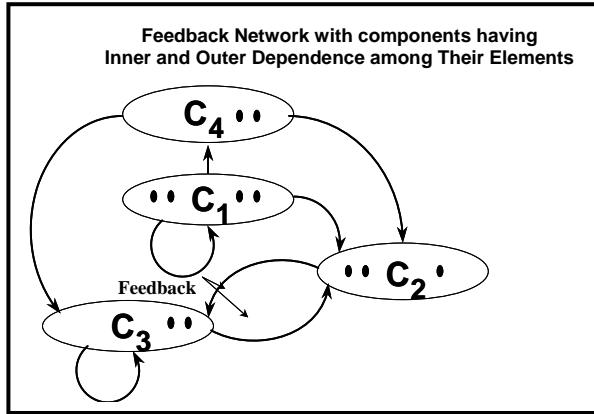 Feedback Network with components having
Inner and Outer Dependence among Their Elements
C4
C1
C2
Feedback
C3